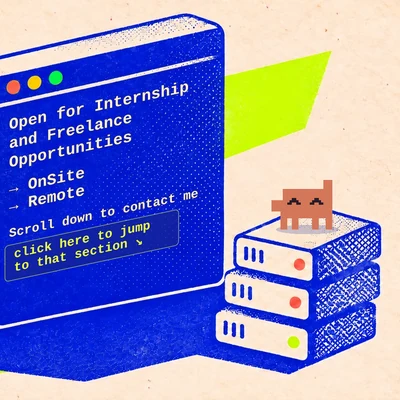 Open for Internship
and Freelance
Opportunities
→ OnSite
→ Remote
Scroll down to contact me
click here to jump
to that section ↘